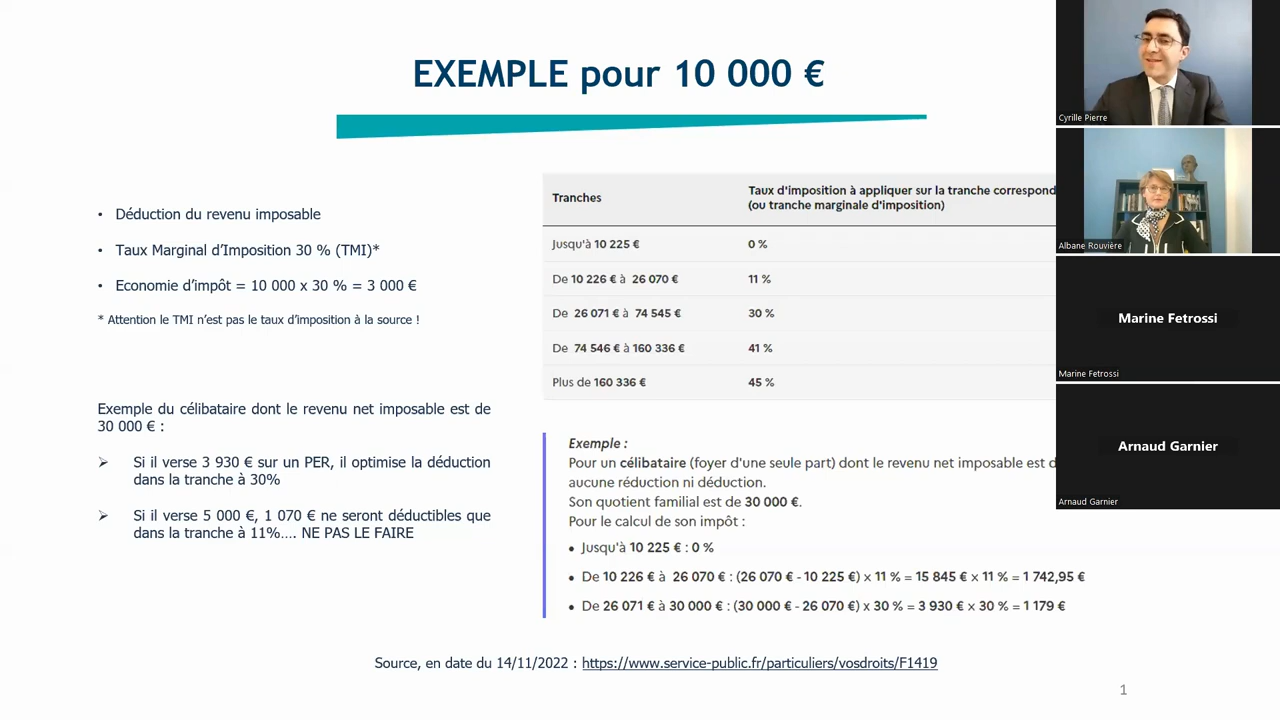 EXEMPLE pour 10 000 €
• Déduction du revenu imposable
• Taux Marginal d'Imposition 30 % (TMI)*
• Economie d'impôt = 10 000 x 30 % = 3 000 €
* Attention le TMI n'est pas le taux d'imposition à la source !
Exemple du célibataire dont le revenu net imposable est de
30 000 € :
➢ Si il verse 3 930 € sur un PER, il optimise la déduction
dans la tranche à 30%
➢ Si il verse 5 000 €, 1 070 € ne seront déductibles que
dans la tranche à 11%…. NE PAS LE FAIRE
Tranches
Taux d'imposition à appliquer sur la tranche correspond
(ou tranche marginale d'imposition)
Jusqu'à 10 225 € 0 %
De 10 226 € à 26 070 € 11 %
De 26 071 € à 74 545 € 30 %
De 74 546 € à 160 336 € 41 %
Plus de 160 336 € 45 %
Exemple :
Pour un célibataire (foyer d'une seule part) dont le revenu net imposable est d
aucune réduction ni déduction.
Son quotient familial est de 30 000 €.
Pour le calcul de son impôt :
• Jusqu'à 10 225 € : 0 %
• De 10 226 € à 26 070 € : (26 070 € - 10 225 €) x 11 % = 15 845 € x 11 % = 1 742,95 €
• De 26 071 € à 30 000 € : (30 000 € - 26 070 €) x 30 % = 3 930 € x 30 % = 1 179 €
Source, en date du 14/11/2022 : https://www.service-public.fr/particuliers/vosdroits/F1419
1
Cyrille Pierre
Albane Rouvière
Marine Fetrossi
Marine Fetrossi
Arnaud Garnier
Arnaud Garnier